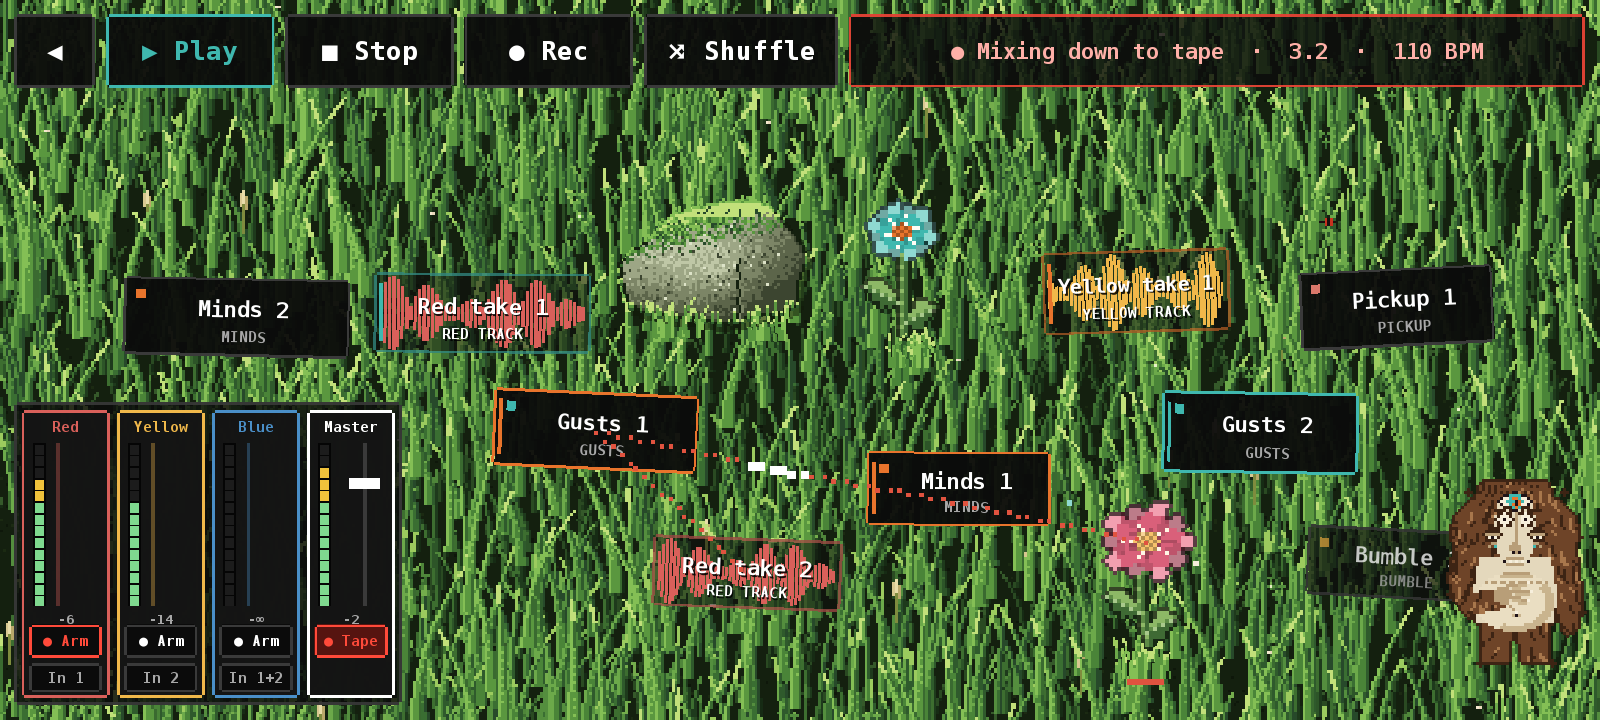 ◀ ▶ Play ■ Stop ● Rec ⤨ Shuffle ● Mixing down to tape · 3.2 · 110 BPM
Minds 2
MINDS
Red take 1
RED TRACK
Yellow take 1
YELLOW TRACK
Pickup 1
PICKUP
Gusts 1
GUSTS
Minds 1
MINDS
Gusts 2
GUSTS
Red take 2
RED TRACK
Bumble
BUMBLE
Red Yellow Blue Master
-6 -14 -∞ -2
● Arm ● Arm ● Arm ● Tape
In 1 In 2 In 1+2